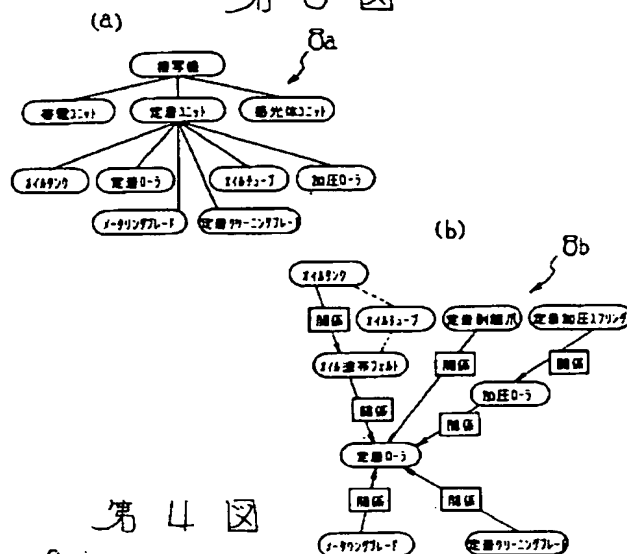 第 3 図
(a)
8a
複写機
帯電ユニット 定着ユニット 感光体ユニット
オイルタンク 定着ローラ オイルチューブ 加圧ローラ
メータリングブレード 定着クリーニングブレード
(b)
8b
オイルタンク
関係 オイルチューブ 定着剥離爪 定着加圧スプリング
オイル塗布フェルト 関係 関係
関係 関係 加圧ローラ
定着ローラ
関係 関係
メータリングブレード 定着クリーニングブレード
第 4 図